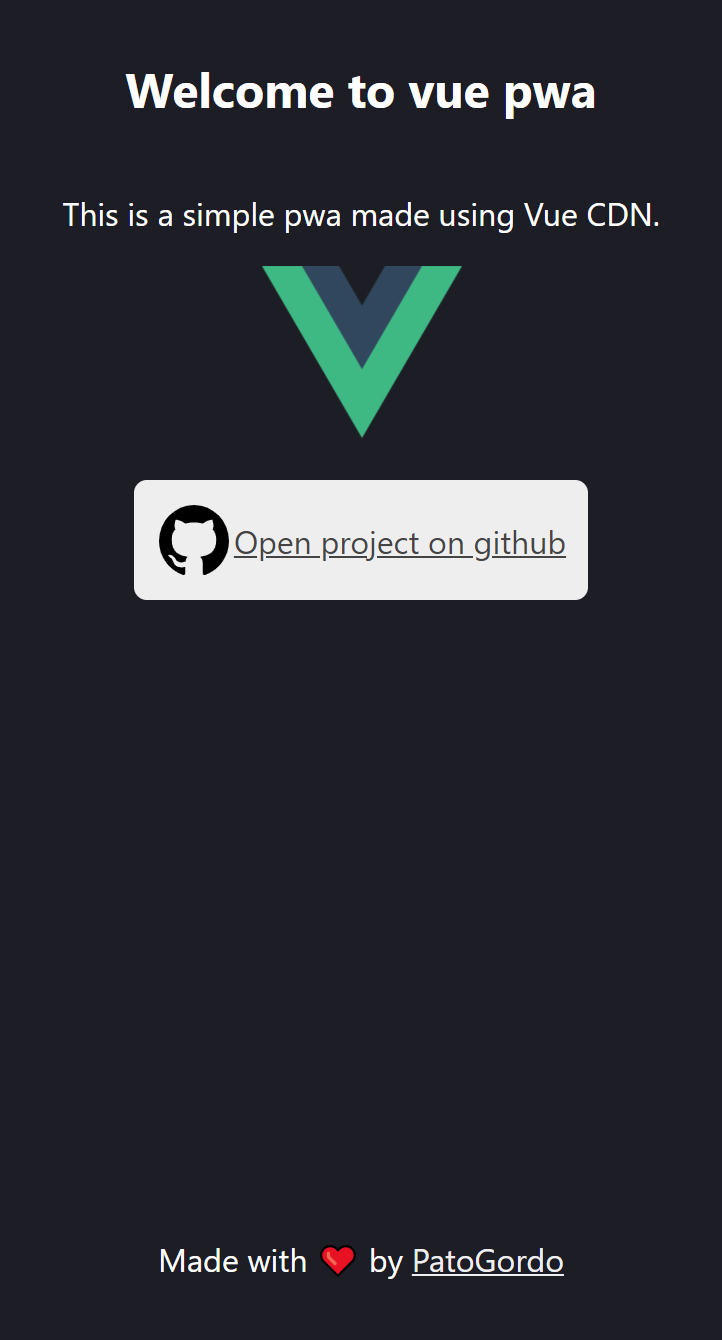 Welcome to vue pwa
This is a simple pwa made using Vue CDN.
Open project on github
Made with ❤️ by PatoGordo